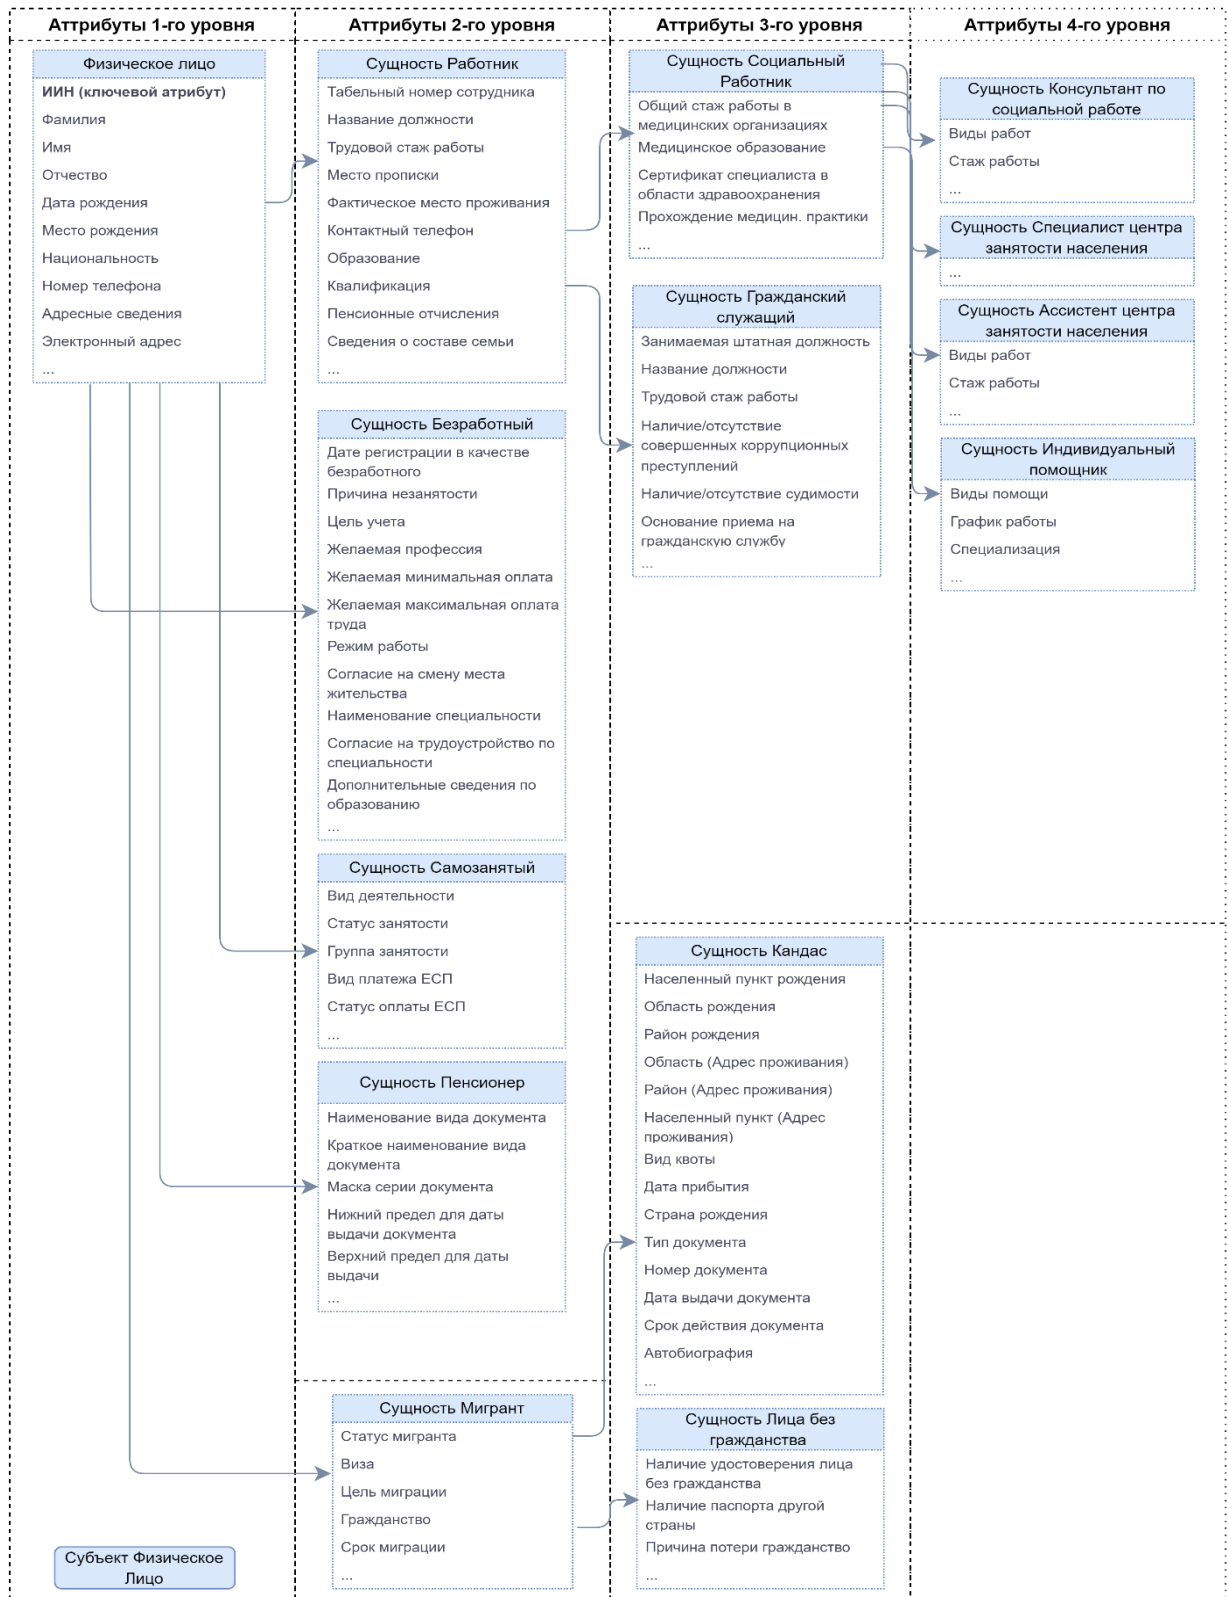 Аттрибуты 1-го уровня
Аттрибуты 2-го уровня
Аттрибуты 3-го уровня
Аттрибуты 4-го уровня
Физическое лицо
ИИН (ключевой атрибут)
Фамилия
Имя
Отчество
Дата рождения
Место рождения
Национальность
Номер телефона
Адресные сведения
Электронный адрес
...
Субъект Физическое
Лицо
Сущность Работник
Табельный номер сотрудника
Название должности
Трудовой стаж работы
Место прописки
Фактическое место проживания
Контактный телефон
Образование
Квалификация
Пенсионные отчисления
Сведения о составе семьи
...
Сущность Безработный
Дате регистрации в качестве
безработного
Причина незанятости
Цель учета
Желаемая профессия
Желаемая минимальная оплата
Желаемая максимальная оплата
труда
Режим работы
Согласие на смену места
жительства
Наименование специальности
Согласие на трудоустройство по
специальности
Дополнительные сведения по
образованию
...
Сущность Самозанятый
Вид деятельности
Статус занятости
Группа занятости
Вид платежа ЕСП
Статус оплаты ЕСП
...
Сущность Пенсионер
Наименование вида документа
Краткое наименование вида
документа
Маска серии документа
Нижний предел для даты
выдачи документа
Верхний предел для даты
выдачи
...
Сущность Мигрант
Статус мигранта
Виза
Цель миграции
Гражданство
Срок миграции
...
Сущность Социальный
Работник
Общий стаж работы в
медицинских организациях
Медицинское образование
Сертификат специалиста в
области здравоохранения
Прохождение медицин. практики
...
Сущность Гражданский
служащий
Занимаемая штатная должность
Название должности
Трудовой стаж работы
Наличие/отсутствие
совершенных коррупционных
преступлений
Наличие/отсутствие судимости
Основание приема на
гражданскую службу
...
Сущность Кандас
Населенный пункт рождения
Область рождения
Район рождения
Область (Адрес проживания)
Район (Адрес проживания)
Населенный пункт (Адрес
проживания)
Вид квоты
Дата прибытия
Страна рождения
Тип документа
Номер документа
Дата выдачи документа
Срок действия документа
Автобиография
...
Сущность Лица без
гражданства
Наличие удостоверения лица
без гражданства
Наличие паспорта другой
страны
Причина потери гражданство
...
Сущность Консультант по
социальной работе
Виды работ
Стаж работы
...
Сущность Специалист центра
занятости населения
...
Сущность Ассистент центра
занятости населения
Виды работ
Стаж работы
...
Сущность Индивидуальный
помощник
Виды помощи
График работы
Специализация
...